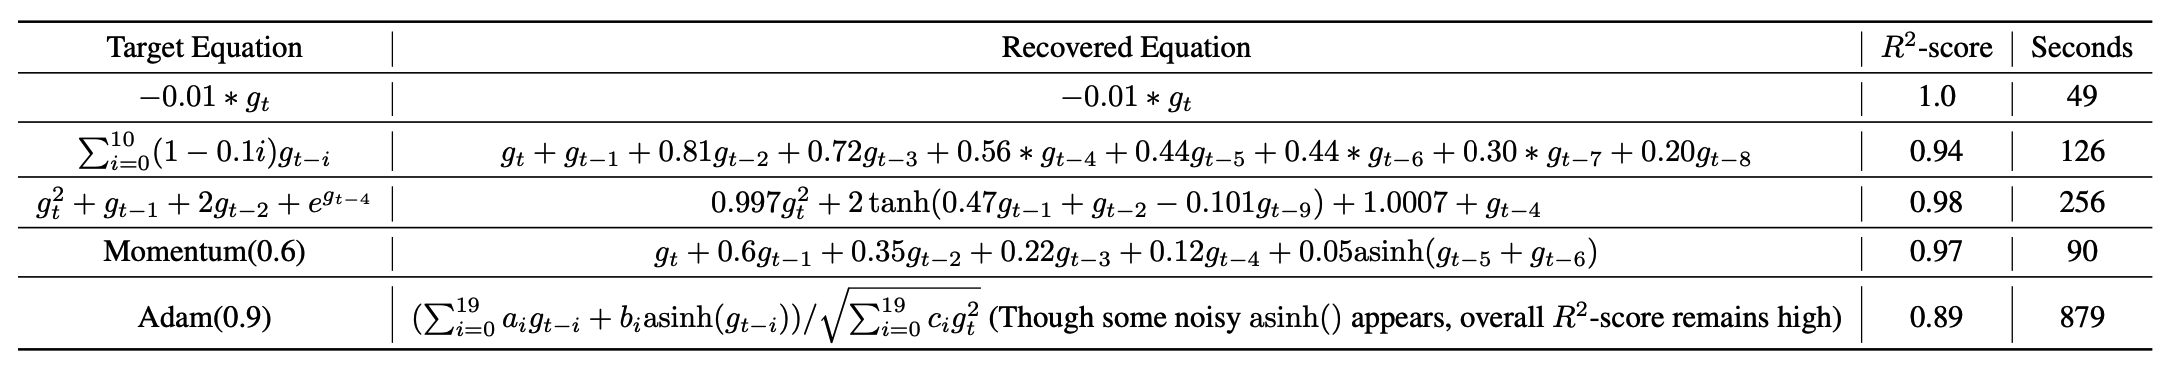 Target Equation | Recovered Equation | R²-score | Seconds
−0.01 ∗ g_t | −0.01 ∗ g_t | 1.0 | 49
∑_{i=0}^{10}(1 − 0.1i)g_{t−i} | g_t + g_{t−1} + 0.81g_{t−2} + 0.72g_{t−3} + 0.56 ∗ g_{t−4} + 0.44g_{t−5} + 0.44 ∗ g_{t−6} + 0.30 ∗ g_{t−7} + 0.20g_{t−8} | 0.94 | 126
g_t^2 + g_{t−1} + 2g_{t−2} + e^{g_{t−4}} | 0.997g_t^2 + 2 tanh(0.47g_{t−1} + g_{t−2} − 0.101g_{t−9}) + 1.0007 + g_{t−4} | 0.98 | 256
Momentum(0.6) | g_t + 0.6g_{t−1} + 0.35g_{t−2} + 0.22g_{t−3} + 0.12g_{t−4} + 0.05asinh(g_{t−5} + g_{t−6}) | 0.97 | 90
Adam(0.9) | (∑_{i=0}^{19} a_i g_{t−i} + b_i asinh(g_{t−i}))/√(∑_{i=0}^{19} c_i g_t^2) (Though some noisy asinh() appears, overall R²-score remains high) | 0.89 | 879